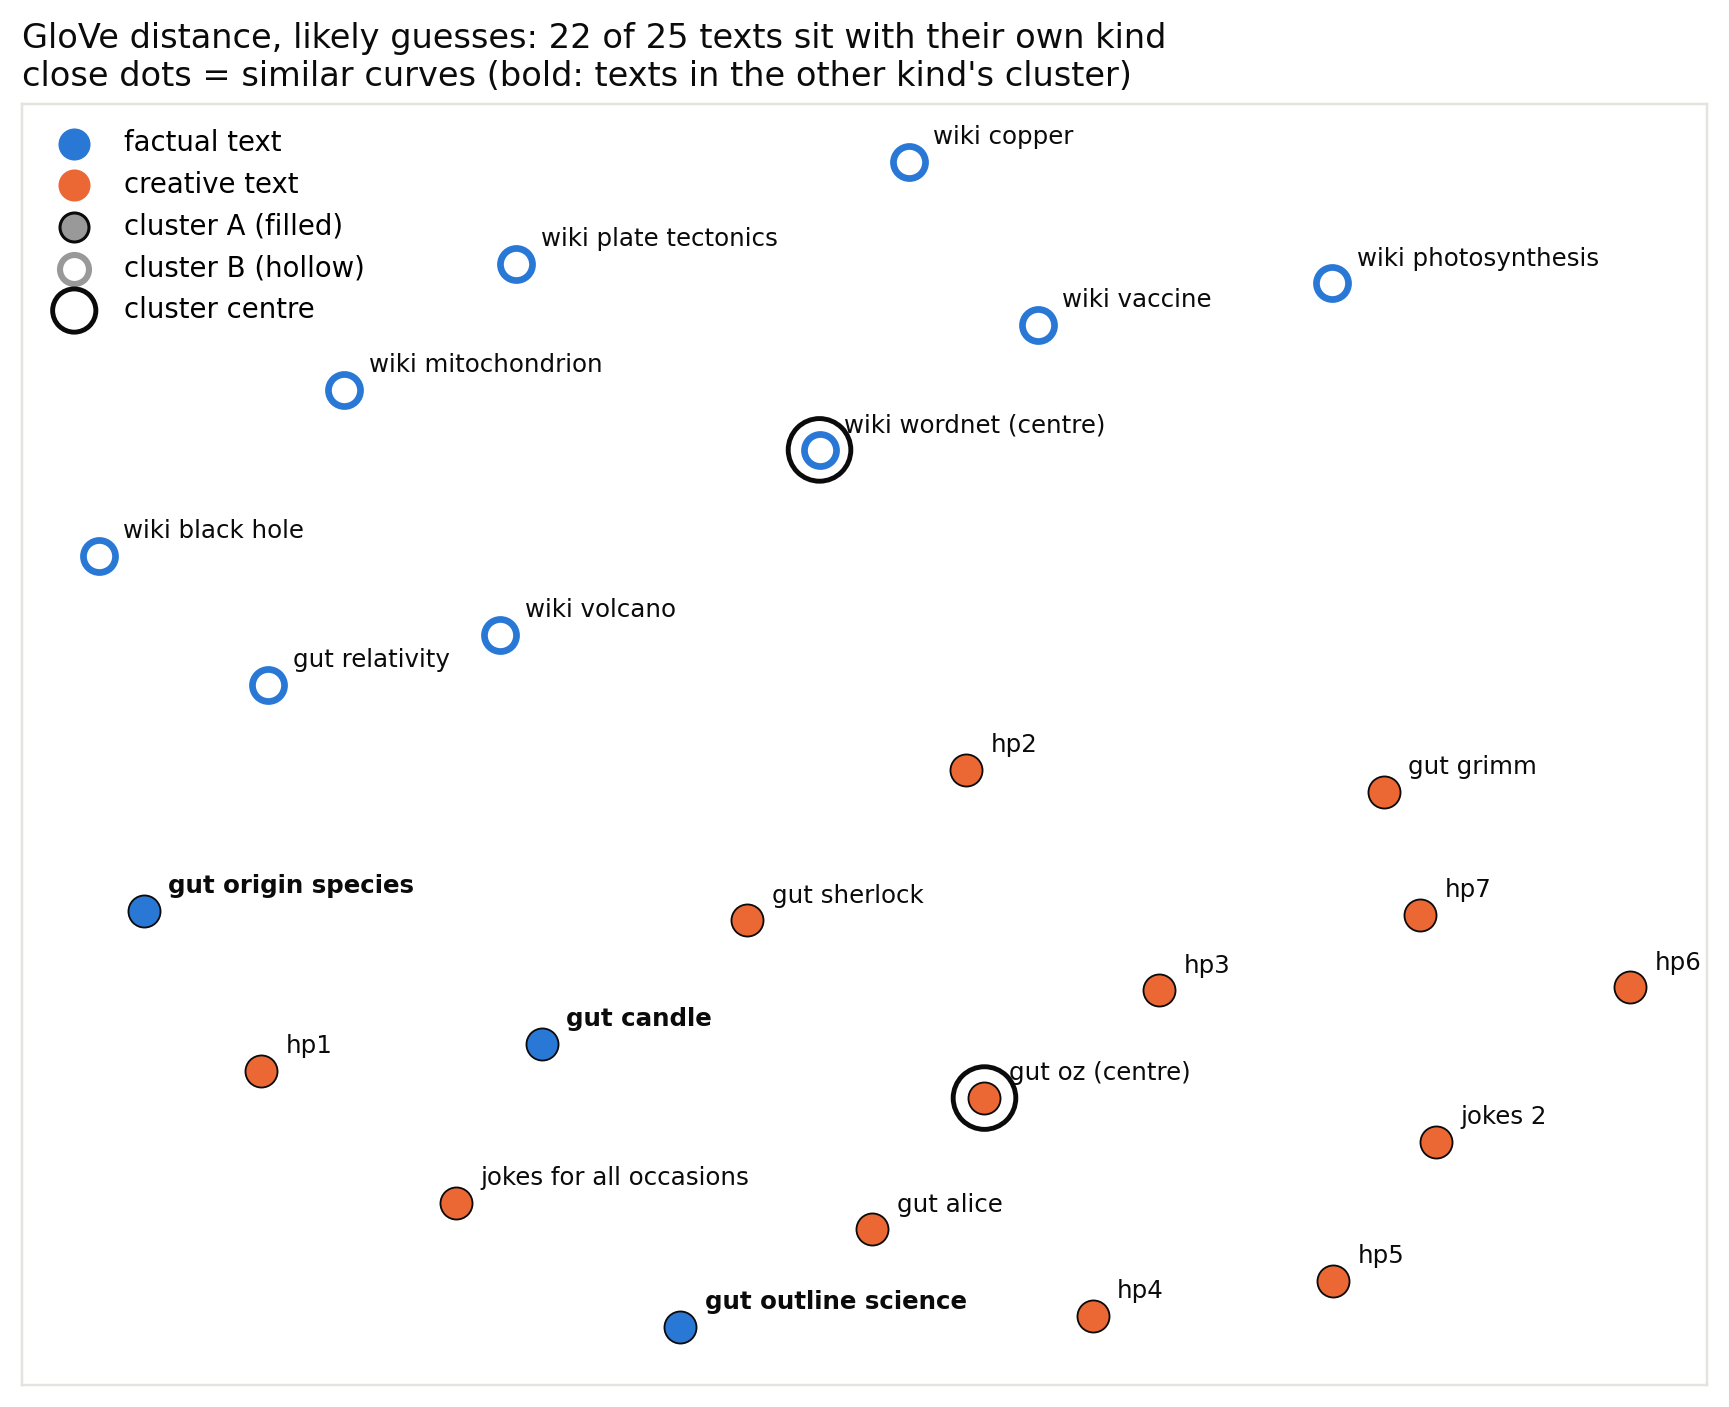 GloVe distance, likely guesses: 22 of 25 texts sit with their own kind
close dots = similar curves (bold: texts in the other kind's cluster)
factual text
creative text
cluster A (filled)
cluster B (hollow)
cluster centre
wiki copper
wiki plate tectonics
wiki photosynthesis
wiki vaccine
wiki mitochondrion
wiki wordnet (centre)
wiki black hole
wiki volcano
gut relativity
hp2
gut grimm
gut origin species
gut sherlock
hp7
hp3
hp6
gut candle
hp1
gut oz (centre)
jokes 2
jokes for all occasions
gut alice
hp5
hp4
gut outline science